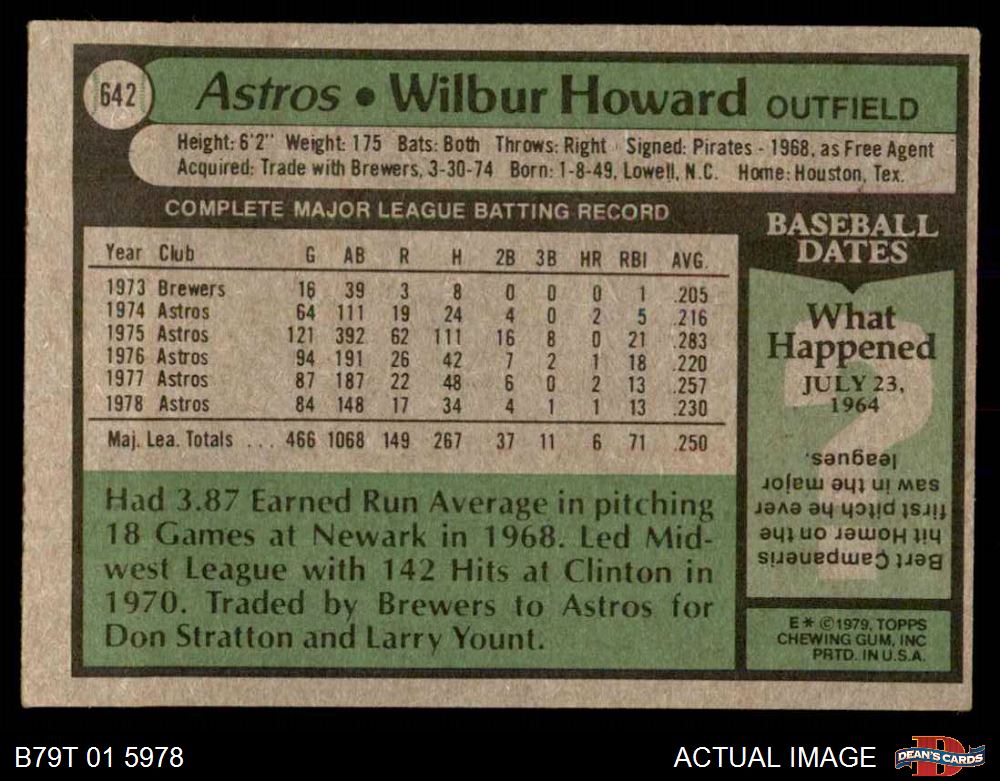 642
Astros • Wilbur Howard OUTFIELD
Height: 6'2" Weight: 175 Bats: Both Throws: Right Signed: Pirates - 1968, as Free Agent
Acquired: Trade with Brewers, 3-30-74 Born: 1-8-49, Lowell, N.C. Home: Houston, Tex.
COMPLETE MAJOR LEAGUE BATTING RECORD
Year Club G AB R H 2B 3B HR RBI AVG.
1973 Brewers 16 39 3 8 0 0 0 1 .205
1974 Astros 64 111 19 24 4 0 2 5 .216
1975 Astros 121 392 62 111 16 8 0 21 .283
1976 Astros 94 191 26 42 7 2 1 18 .220
1977 Astros 87 187 22 48 6 0 2 13 .257
1978 Astros 84 148 17 34 4 1 1 13 .230
Maj. Lea. Totals ... 466 1068 149 267 37 11 6 71 .250
Had 3.87 Earned Run Average in pitching
18 Games at Newark in 1968. Led Mid-
west League with 142 Hits at Clinton in
1970. Traded by Brewers to Astros for
Don Stratton and Larry Yount.
BASEBALL
DATES
What
Happened
JULY 23,
1964
?
Bert Campaneris
hit Homer on the
first pitch he ever
saw in the major
leagues.
E * © 1979, TOPPS
CHEWING GUM, INC
PRTD. IN U.S.A.
B79T 01 5978
ACTUAL IMAGE
D
DEAN'S CARDS